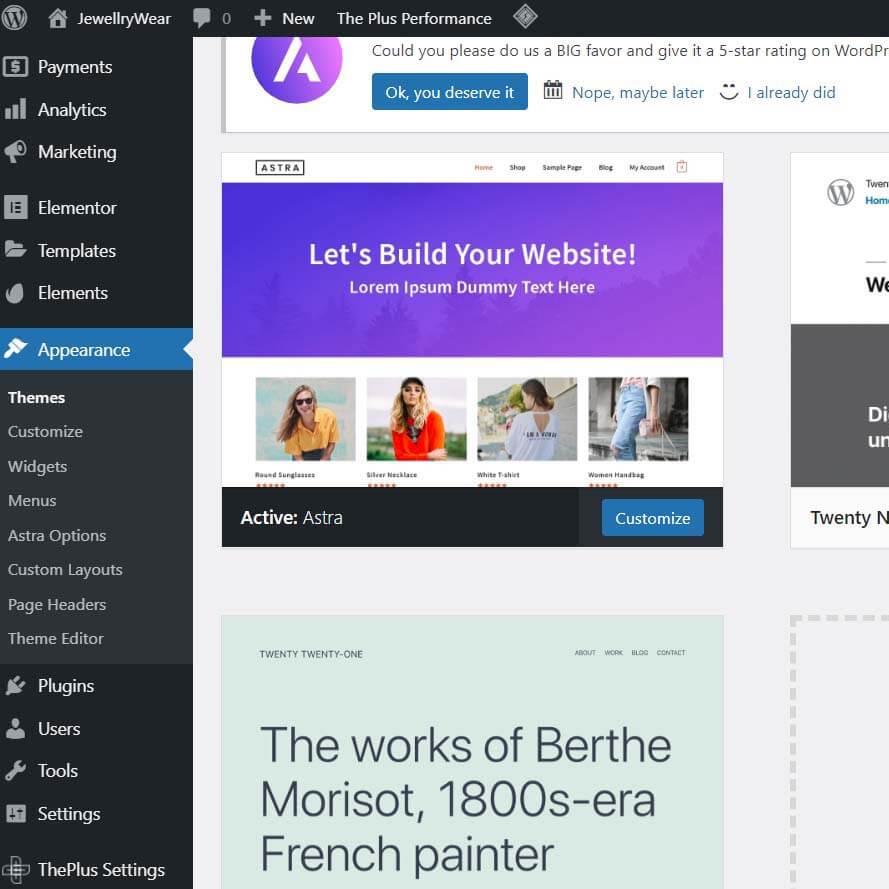 JewellryWear 0 New The Plus Performance
Payments
Analytics
Marketing
Elementor
Templates
Elements
Appearance
Themes
Customize
Widgets
Menus
Astra Options
Custom Layouts
Page Headers
Theme Editor
Plugins
Users
Tools
Settings
ThePlus Settings
Could you please do us a BIG favor and give it a 5-star rating on WordPr
Ok, you deserve it Nope, maybe later I already did
ASTRA Home Shop Sample Page Blog My Account
Let's Build Your Website!
Lorem Ipsum Dummy Text Here
Round Sunglasses Silver Necklace White T-shirt Women Handbag
Active: Astra Customize
Twen
Home
We
Di
un
Twenty N
TWENTY TWENTY-ONE ABOUT WORK BLOG CONTACT
The works of Berthe
Morisot, 1800s-era
French painter